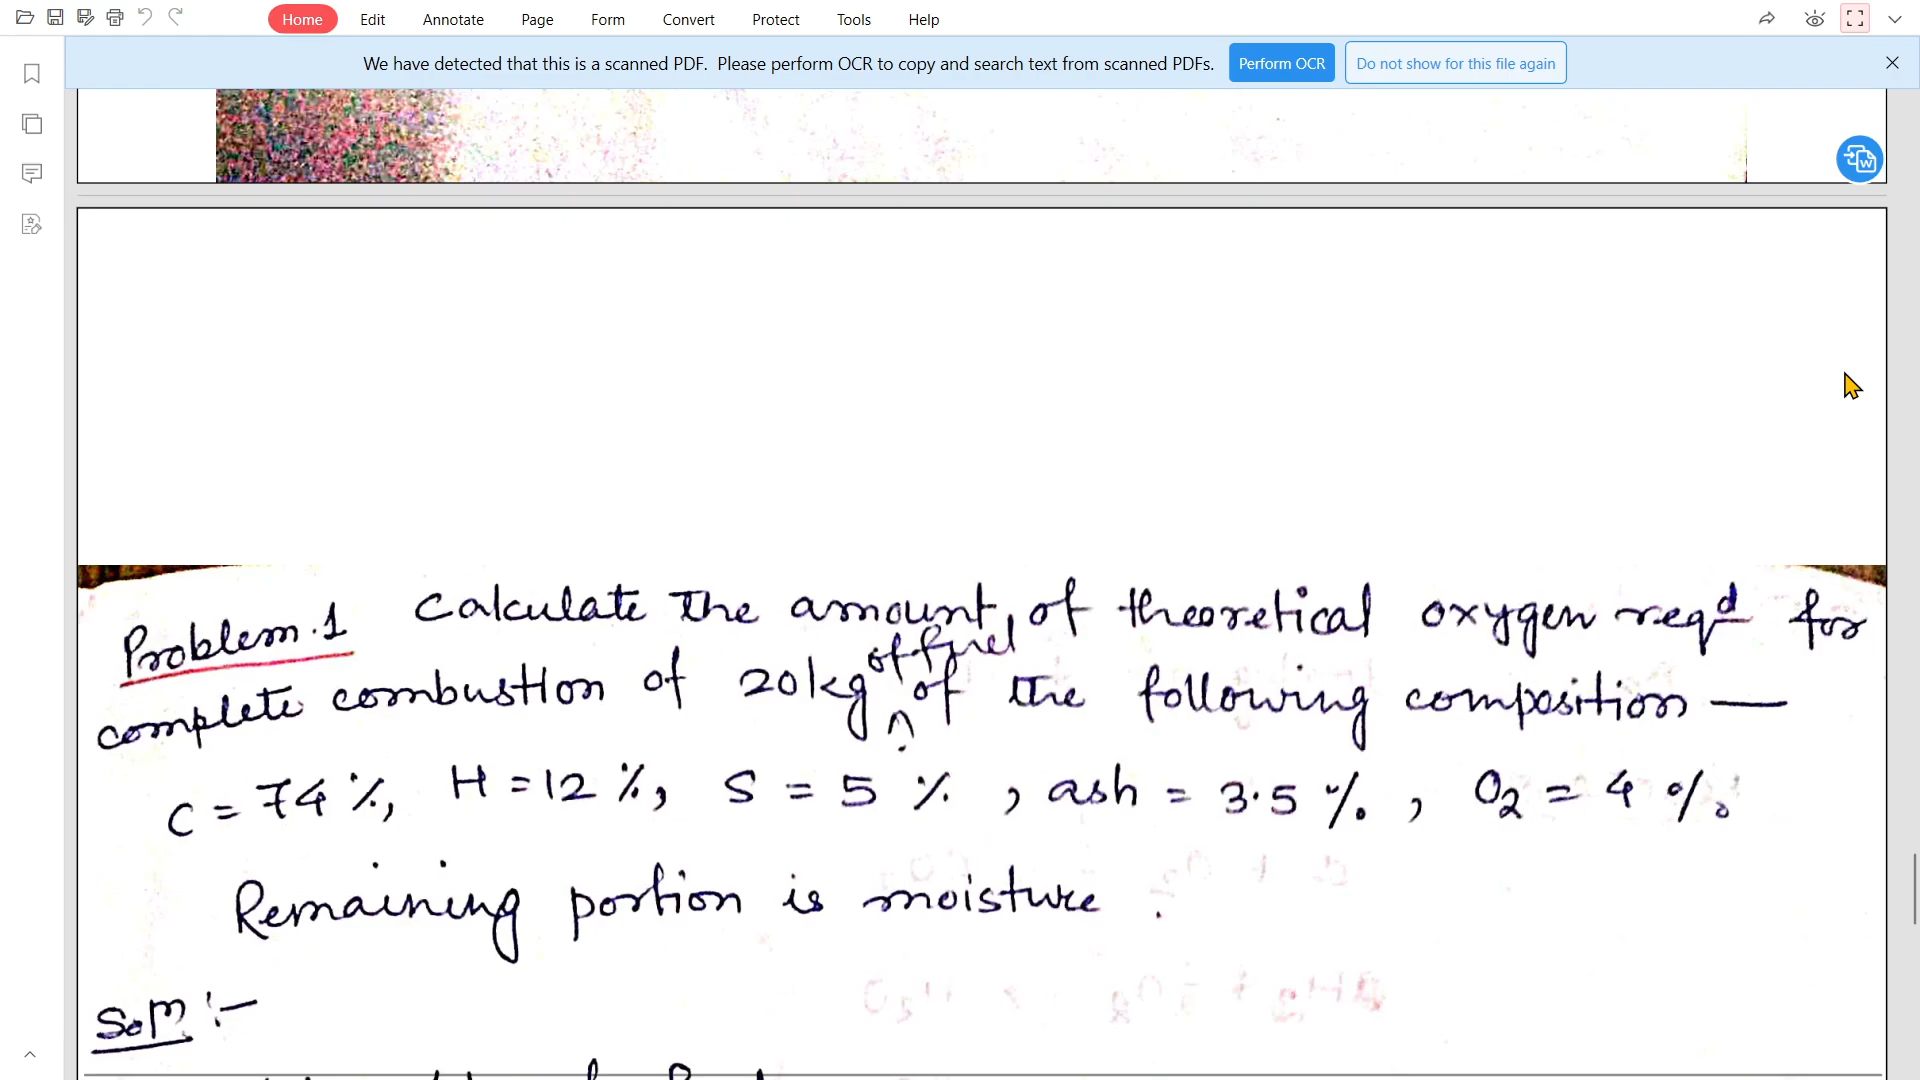 Home Edit Annotate Page Form Convert Protect Tools Help
We have detected that this is a scanned PDF. Please perform OCR to copy and search text from scanned PDFs. Perform OCR Do not show for this file again
Problem.1 Calculate the amount, of theoretical oxygen reqd for
complete combustion of 20kg of fuel of the following composition —
C = 74 %, H = 12 %, S = 5 %, ash = 3.5 %, O2 = 4 %
Remaining portion is moisture.
Soln :-